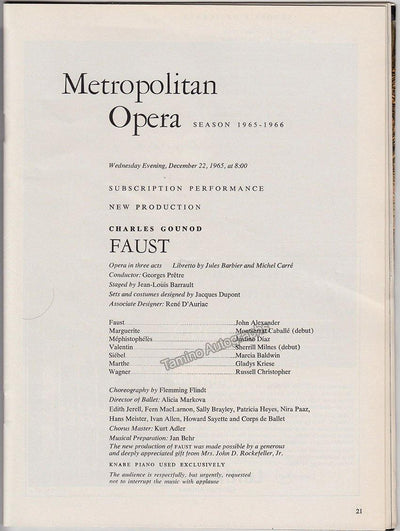 Metropolitan
Opera SEASON 1965-1966
Wednesday Evening, December 22, 1965, at 8:00
SUBSCRIPTION PERFORMANCE
NEW PRODUCTION
CHARLES GOUNOD
FAUST
Opera in three acts Libretto by Jules Barbier and Michel Carré
Conductor: Georges Prêtre
Staged by Jean-Louis Barrault
Sets and costumes designed by Jacques Dupont
Associate Designer: René D'Auriac
Faust John Alexander
Marguerite Montserrat Caballé (debut)
Méphistophélès Justino Diaz
Valentin Sherrill Milnes (debut)
Siébel Marcia Baldwin
Marthe Gladys Kriese
Wagner Russell Christopher
Tamino Autographs
Choreography by Flemming Flindt
Director of Ballet: Alicia Markova
Edith Jerell, Fern MacLarnon, Sally Brayley, Patricia Heyes, Nira Paaz,
Hans Meister, Ivan Allen, Howard Sayette and Corps de Ballet
Chorus Master: Kurt Adler
Musical Preparation: Jan Behr
The new production of FAUST was made possible by a generous
and deeply appreciated gift from Mrs. John D. Rockefeller, Jr.
KNABE PIANO USED EXCLUSIVELY
The audience is respectfully, but urgently, requested
not to interrupt the music with applause
21